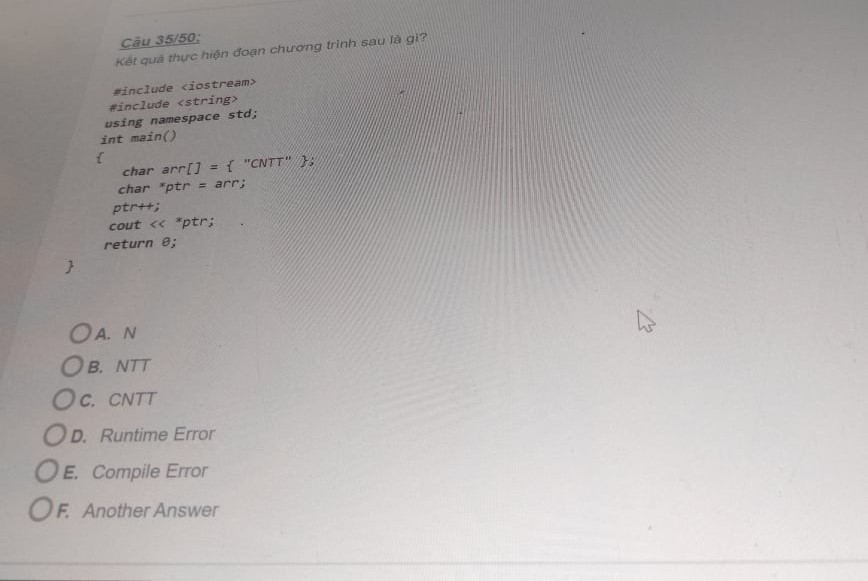 Câu 35/50:
Kết quả thực hiện đoạn chương trình sau là gì?
#include <iostream>
#include <string>
using namespace std;
int main()
{
char arr[] = { "CNTT" };
char *ptr = arr;
ptr++;
cout << *ptr;
return 0;
}
A. N
B. NTT
C. CNTT
D. Runtime Error
E. Compile Error
F. Another Answer